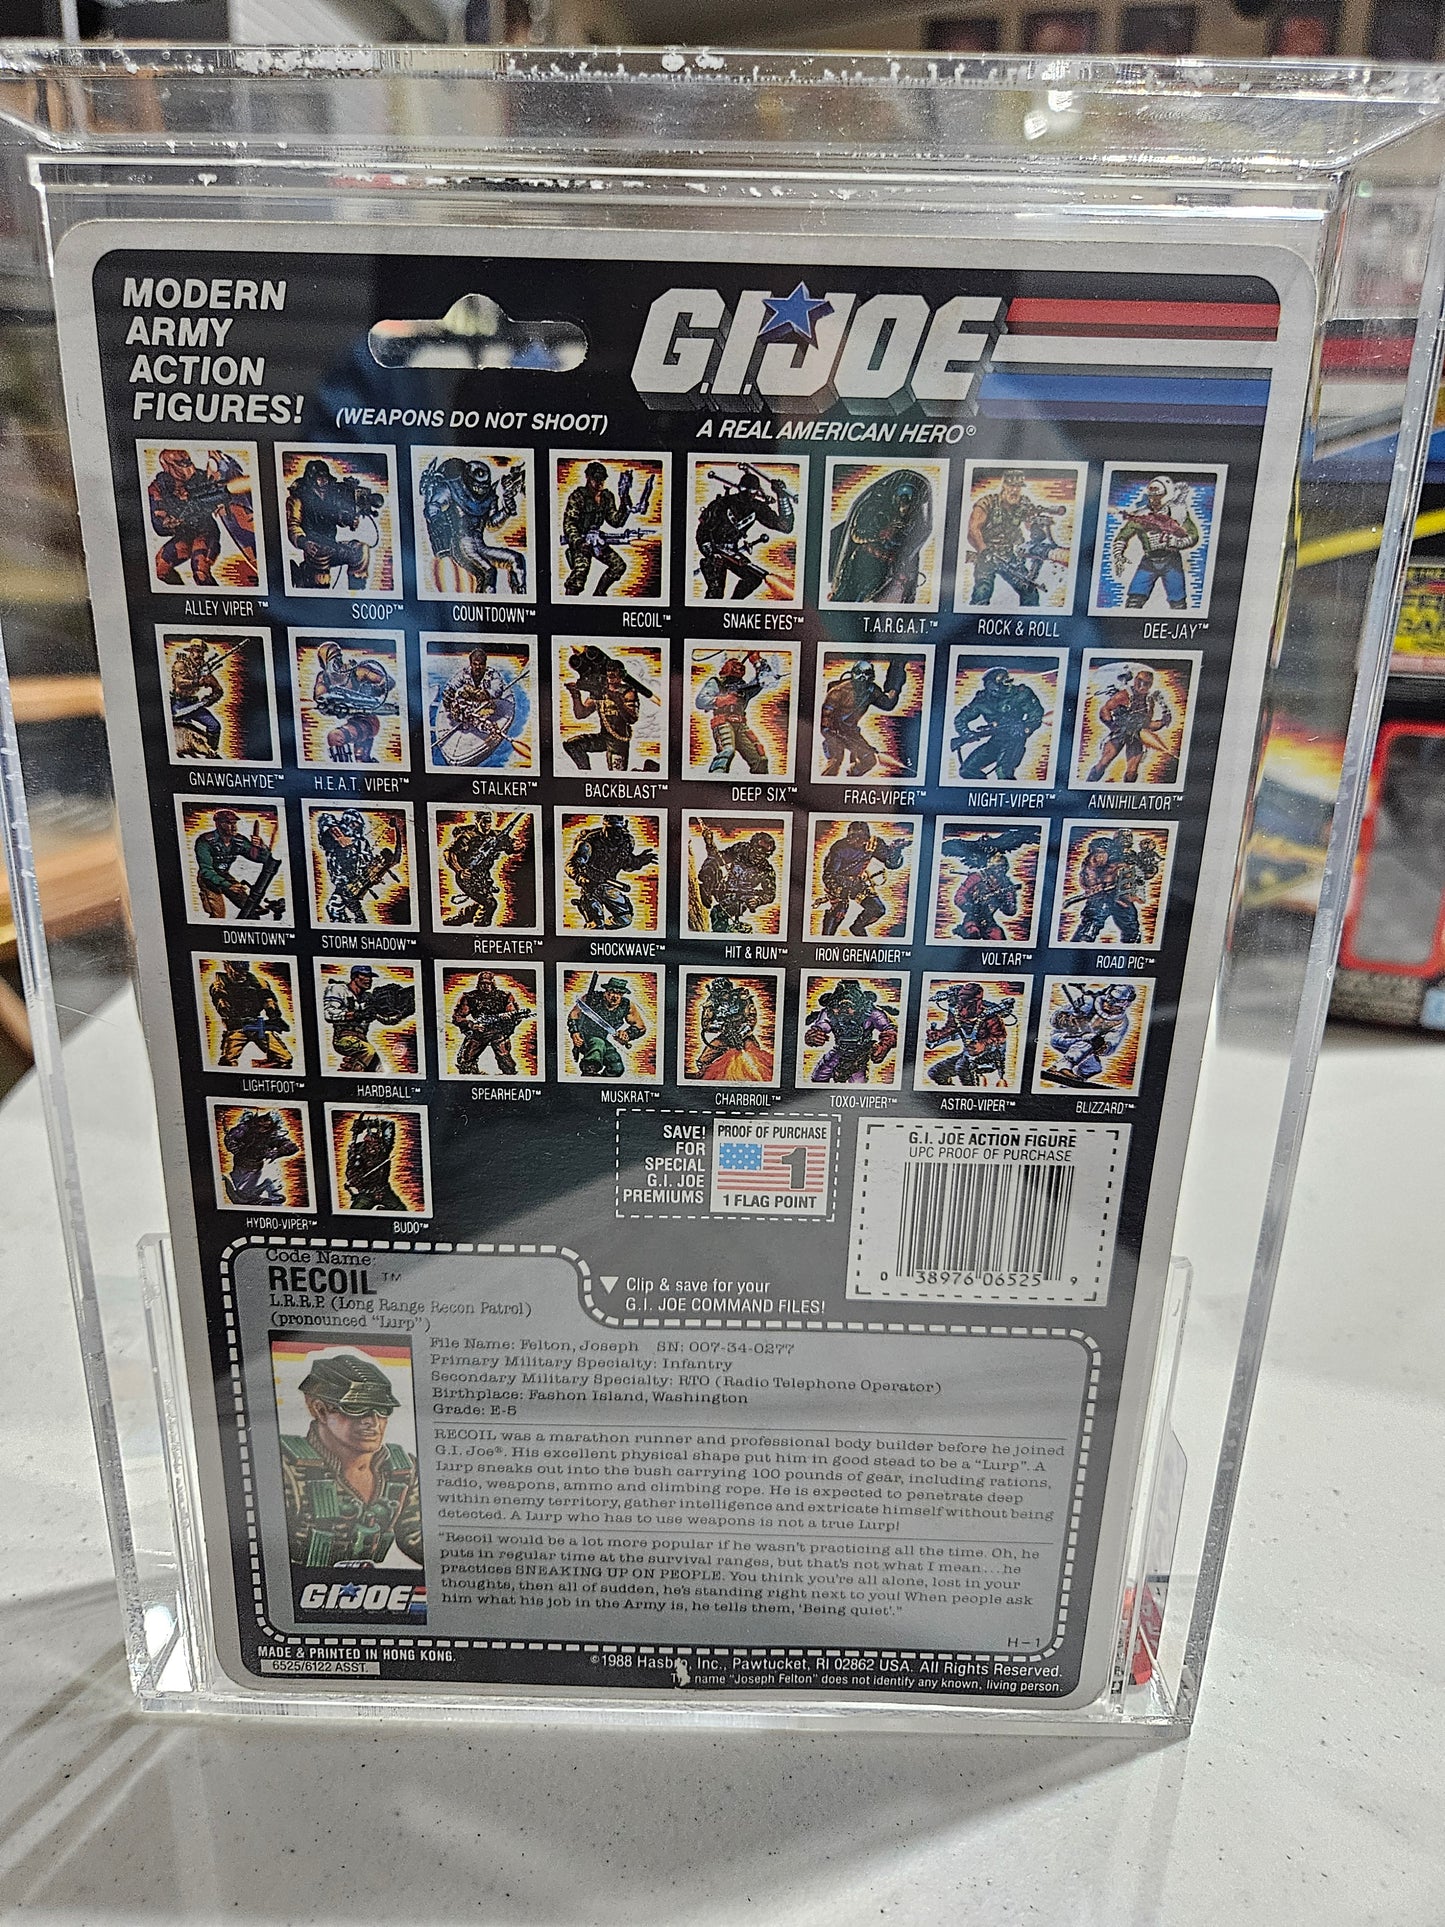 MODERN
ARMY
ACTION
FIGURES!
(WEAPONS DO NOT SHOOT)
G.I.JOE
A REAL AMERICAN HERO®
ALLEY VIPER™ SCOOP™ COUNTDOWN™ RECOIL™ SNAKE EYES™ T.A.R.G.A.T.™ ROCK & ROLL DEE-JAY™
GNAWGAHYDE™ H.E.A.T. VIPER™ STALKER™ BACKBLAST™ DEEP SIX™ FRAG-VIPER™ NIGHT-VIPER™ ANNIHILATOR™
DOWNTOWN™ STORM SHADOW™ REPEATER™ SHOCKWAVE™ HIT & RUN™ IRON GRENADIER™ VOLTAR™ ROAD PIG™
LIGHTFOOT™ HARDBALL™ SPEARHEAD™ MUSKRAT™ CHARBROIL™ TOXO-VIPER™ ASTRO-VIPER™ BLIZZARD™
HYDRO-VIPER™ BUDO™
SAVE!
FOR
SPECIAL
G.I. JOE
PREMIUMS
PROOF OF PURCHASE
1
1 FLAG POINT
G.I. JOE ACTION FIGURE
UPC PROOF OF PURCHASE
0 38976 06525 9
Clip & save for your
G.I. JOE COMMAND FILES!
Code Name:
RECOIL™
L.R.R.P. (Long Range Recon Patrol)
(pronounced "Lurp")
File Name: Felton, Joseph SN: 007-34-0277
Primary Military Specialty: Infantry
Secondary Military Specialty: RTO (Radio Telephone Operator)
Birthplace: Fashon Island, Washington
Grade: E-5
RECOIL was a marathon runner and professional body builder before he joined
G.I. Joe®. His excellent physical shape put him in good stead to be a "Lurp". A
Lurp sneaks out into the bush carrying 100 pounds of gear, including rations,
radio, weapons, ammo and climbing rope. He is expected to penetrate deep
within enemy territory, gather intelligence and extricate himself without being
detected. A Lurp who has to use weapons is not a true Lurp!
"Recoil would be a lot more popular if he wasn't practicing all the time. Oh, he
puts in regular time at the survival ranges, but that's not what I mean...he
practices SNEAKING UP ON PEOPLE. You think you're all alone, lost in your
thoughts, then all of sudden, he's standing right next to you! When people ask
him what his job in the Army is, he tells them, 'Being quiet'."
G.I.JOE
H-1
MADE & PRINTED IN HONG KONG.
6525/6122 ASST.
©1988 Hasbro, Inc., Pawtucket, RI 02862 USA. All Rights Reserved.
The name "Joseph Felton" does not identify any known, living person.